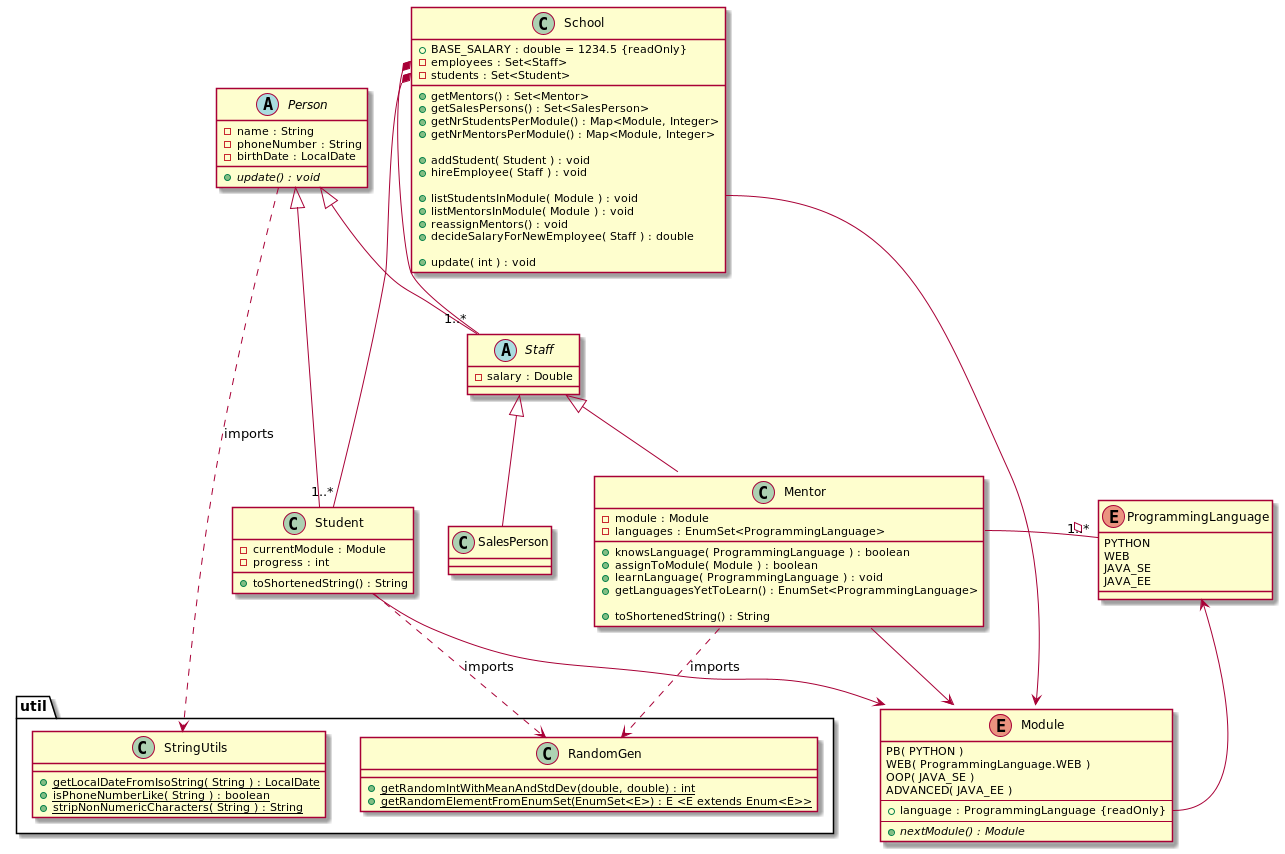 C School
BASE_SALARY : double = 1234.5 {readOnly}
employees : Set<Staff>
students : Set<Student>
getMentors() : Set<Mentor>
getSalesPersons() : Set<SalesPerson>
getNrStudentsPerModule() : Map<Module, Integer>
getNrMentorsPerModule() : Map<Module, Integer>
addStudent( Student ) : void
hireEmployee( Staff ) : void
listStudentsInModule( Module ) : void
listMentorsInModule( Module ) : void
reassignMentors() : void
decideSalaryForNewEmployee( Staff ) : double
update( int ) : void
A Person
name : String
phoneNumber : String
birthDate : LocalDate
update() : void
1..*
A Staff
salary : Double
imports
1..*
C Student
currentModule : Module
progress : int
toShortenedString() : String
C SalesPerson
C Mentor
module : Module
languages : EnumSet<ProgrammingLanguage>
knowsLanguage( ProgrammingLanguage ) : boolean
assignToModule( Module ) : boolean
learnLanguage( ProgrammingLanguage ) : void
getLanguagesYetToLearn() : EnumSet<ProgrammingLanguage>
toShortenedString() : String
1..*
E ProgrammingLanguage
PYTHON
WEB
JAVA_SE
JAVA_EE
imports
imports
util
C StringUtils
getLocalDateFromIsoString( String ) : LocalDate
isPhoneNumberLike( String ) : boolean
stripNonNumericCharacters( String ) : String
C RandomGen
getRandomIntWithMeanAndStdDev(double, double) : int
getRandomElementFromEnumSet(EnumSet<E>) : E <E extends Enum<E>>
E Module
PB( PYTHON )
WEB( ProgrammingLanguage.WEB )
OOP( JAVA_SE )
ADVANCED( JAVA_EE )
language : ProgrammingLanguage {readOnly}
nextModule() : Module